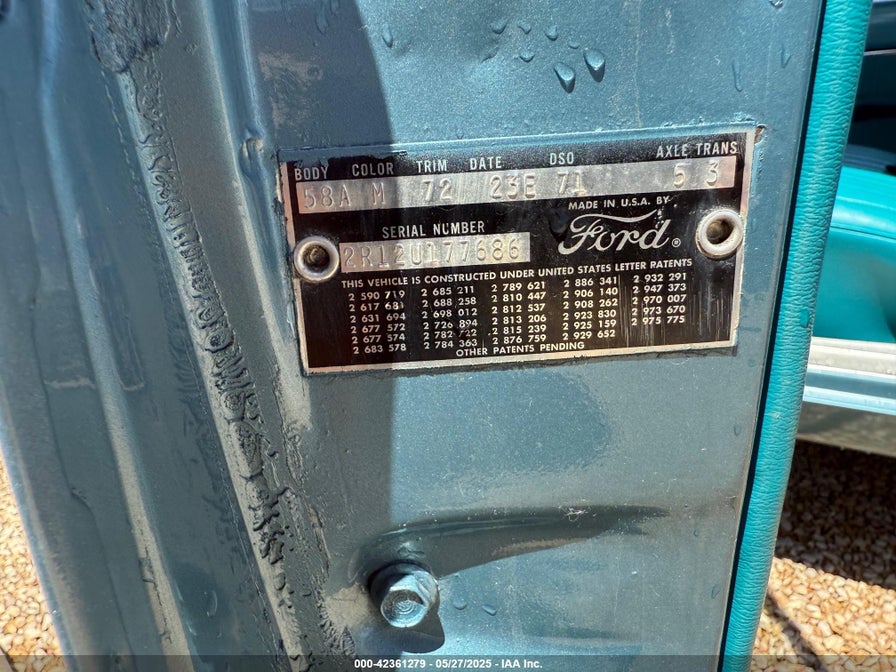 BODY COLOR TRIM DATE DSO AXLE TRANS
58A M 72 23E 71 5 3
MADE IN U.S.A. BY
SERIAL NUMBER
Ford®
2R12U177686
THIS VEHICLE IS CONSTRUCTED UNDER UNITED STATES LETTER PATENTS
2 590 719 2 685 211 2 789 621 2 886 341 2 932 291
2 617 681 2 688 258 2 810 447 2 906 140 2 947 373
2 631 694 2 698 012 2 812 537 2 908 262 2 970 007
2 677 572 2 726 894 2 813 306 2 923 830 2 973 670
2 677 574 2 782 722 2 815 239 2 925 159 2 975 775
2 683 578 2 784 363 2 876 759 2 929 652
OTHER PATENTS PENDING
000-42361279 - 05/27/2025 - IAA Inc.